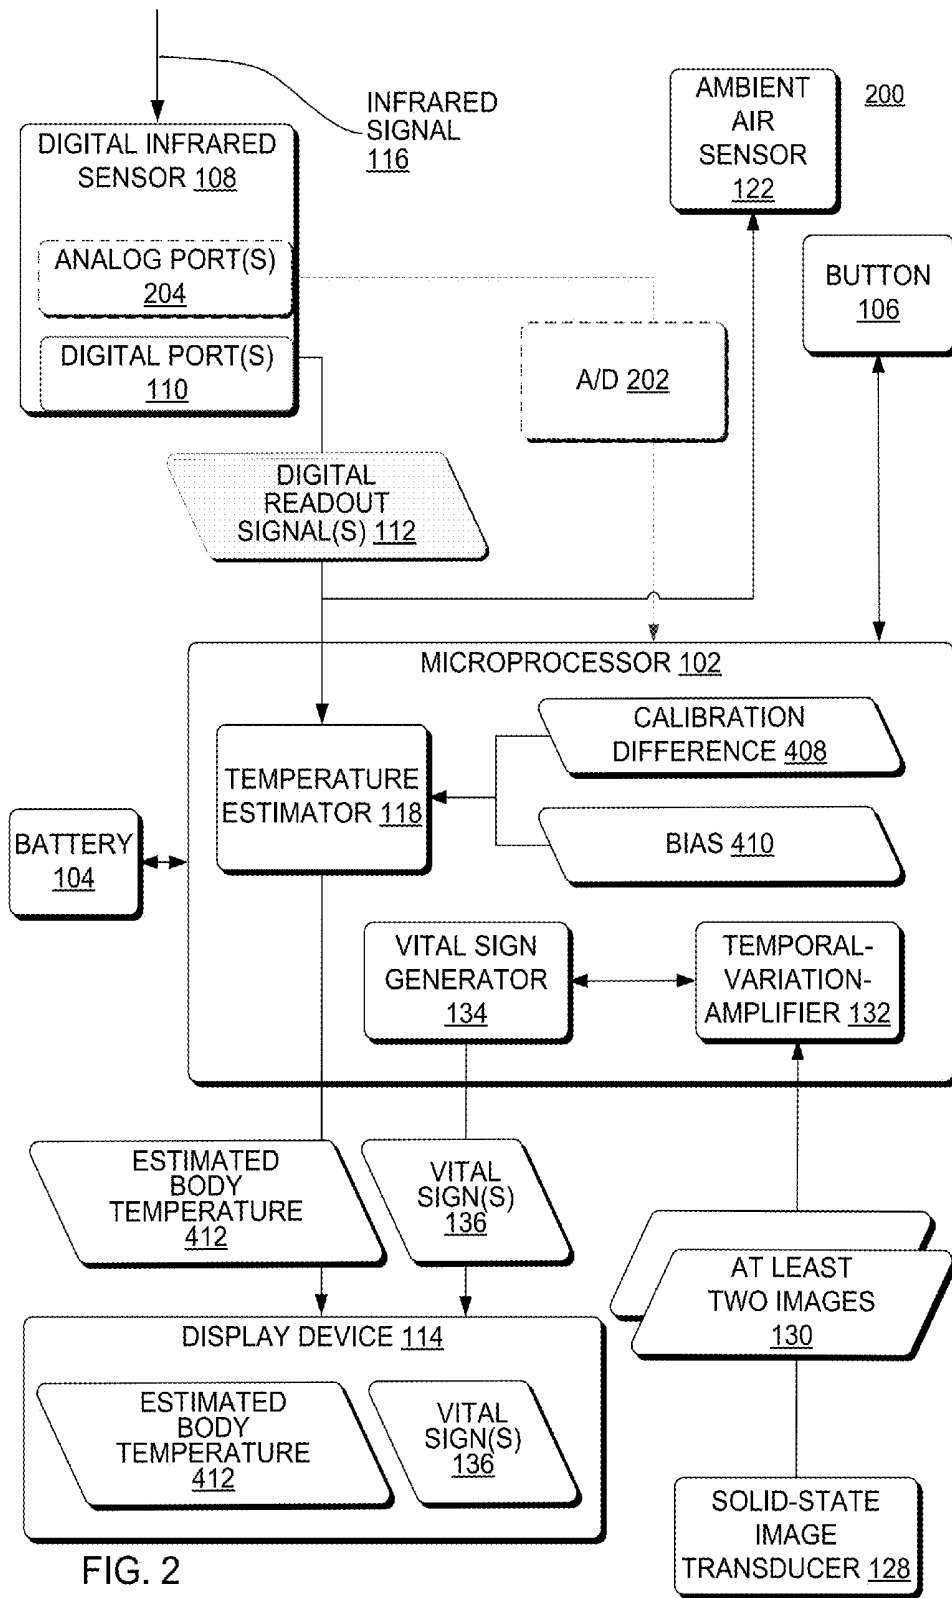 INFRARED
SIGNAL
116
AMBIENT
AIR
SENSOR
122
200
DIGITAL INFRARED
SENSOR 108
ANALOG PORT(S)
204
DIGITAL PORT(S)
110
BUTTON
106
A/D 202
DIGITAL
READOUT
SIGNAL(S) 112
MICROPROCESSOR 102
CALIBRATION
DIFFERENCE 408
TEMPERATURE
ESTIMATOR 118
BIAS 410
BATTERY
104
VITAL SIGN
GENERATOR
134
TEMPORAL-
VARIATION-
AMPLIFIER 132
ESTIMATED
BODY
TEMPERATURE
412
VITAL
SIGN(S)
136
AT LEAST
TWO IMAGES
130
DISPLAY DEVICE 114
ESTIMATED
BODY
TEMPERATURE
412
VITAL
SIGN(S)
136
SOLID-STATE
IMAGE
TRANSDUCER 128
FIG. 2